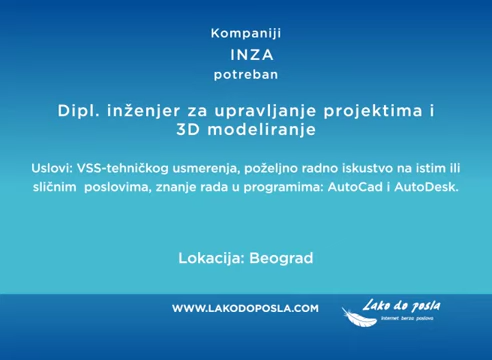 Kompaniji
INZA
potreban
Dipl. inženjer za upravljanje projektima i
3D modeliranje
Uslovi: VSS-tehničkog usmerenja, poželjno radno iskustvo na istim ili
sličnim poslovima, znanje rada u programima: AutoCad i AutoDesk.
Lokacija: Beograd
WWW.LAKODOPOSLA.COM
Lako do posla
internet berza poslova